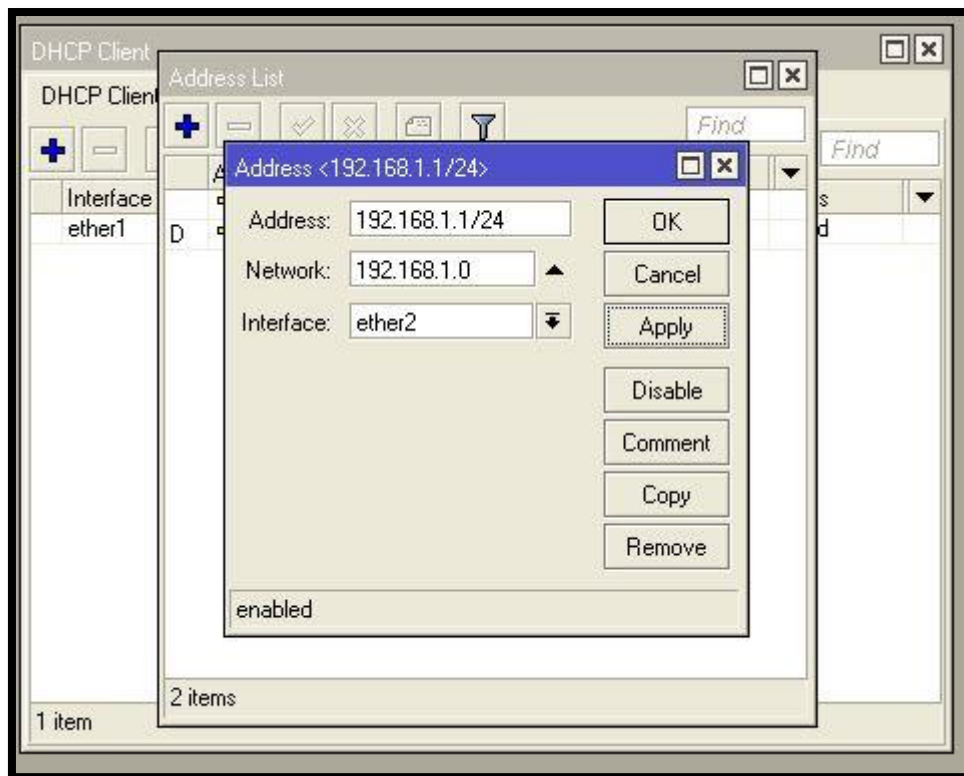 DHCP Client
DHCP Client
Find
Interface
ether1
1 item
Address List
Find
D
2 items
Address <192.168.1.1/24>
Address: 192.168.1.1/24
Network: 192.168.1.0
Interface: ether2
OK
Cancel
Apply
Disable
Comment
Copy
Remove
enabled